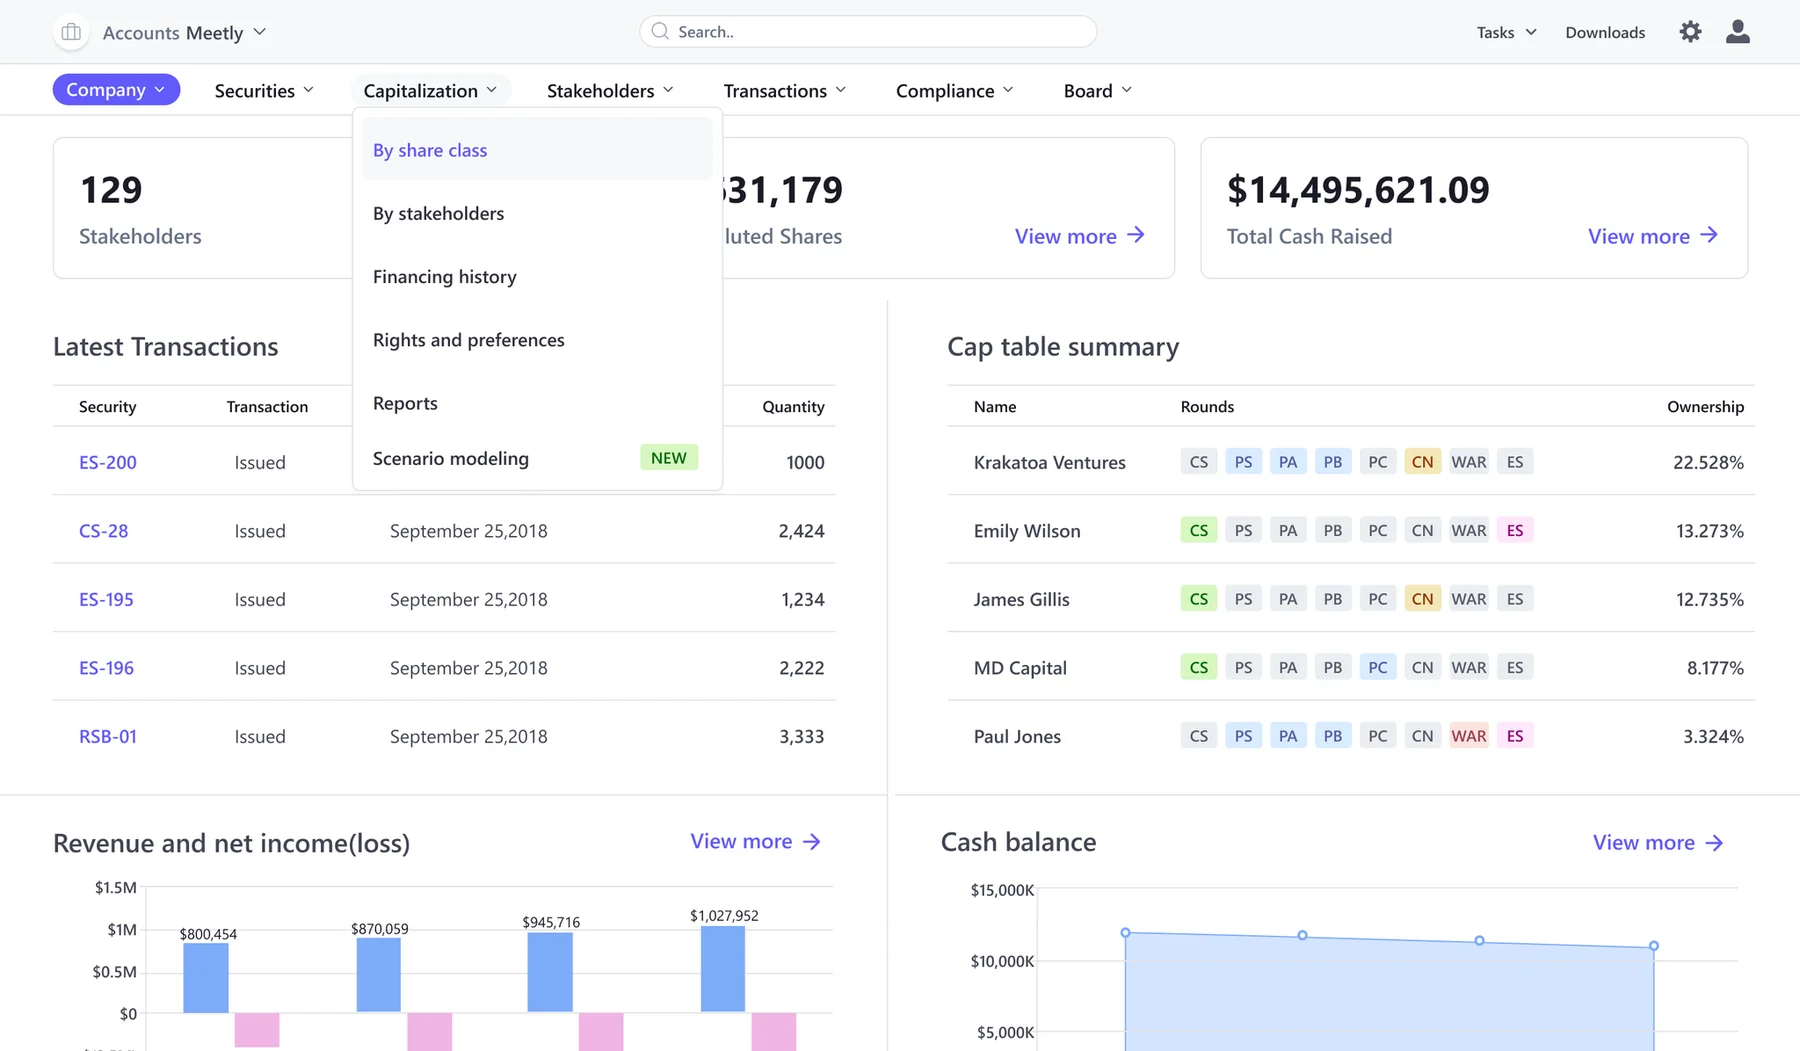 Accounts Meetly
Search..
Tasks
Downloads
Company
Securities
Capitalization
Stakeholders
Transactions
Compliance
Board
By share class
By stakeholders
Financing history
Rights and preferences
Reports
Scenario modeling NEW
129
Stakeholders
31,179
luted Shares
View more
$14,495,621.09
Total Cash Raised
View more
Latest Transactions
Security Transaction Quantity
ES-200 Issued 1000
CS-28 Issued September 25,2018 2,424
ES-195 Issued September 25,2018 1,234
ES-196 Issued September 25,2018 2,222
RSB-01 Issued September 25,2018 3,333
Cap table summary
Name Rounds Ownership
Krakatoa Ventures CS PS PA PB PC CN WAR ES 22.528%
Emily Wilson CS PS PA PB PC CN WAR ES 13.273%
James Gillis CS PS PA PB PC CN WAR ES 12.735%
MD Capital CS PS PA PB PC CN WAR ES 8.177%
Paul Jones CS PS PA PB PC CN WAR ES 3.324%
Revenue and net income(loss)
View more
$1.5M
$1M
$0.5M
$0
$800,454
$870,059
$945,716
$1,027,952
Cash balance
View more
$15,000K
$10,000K
$5,000K